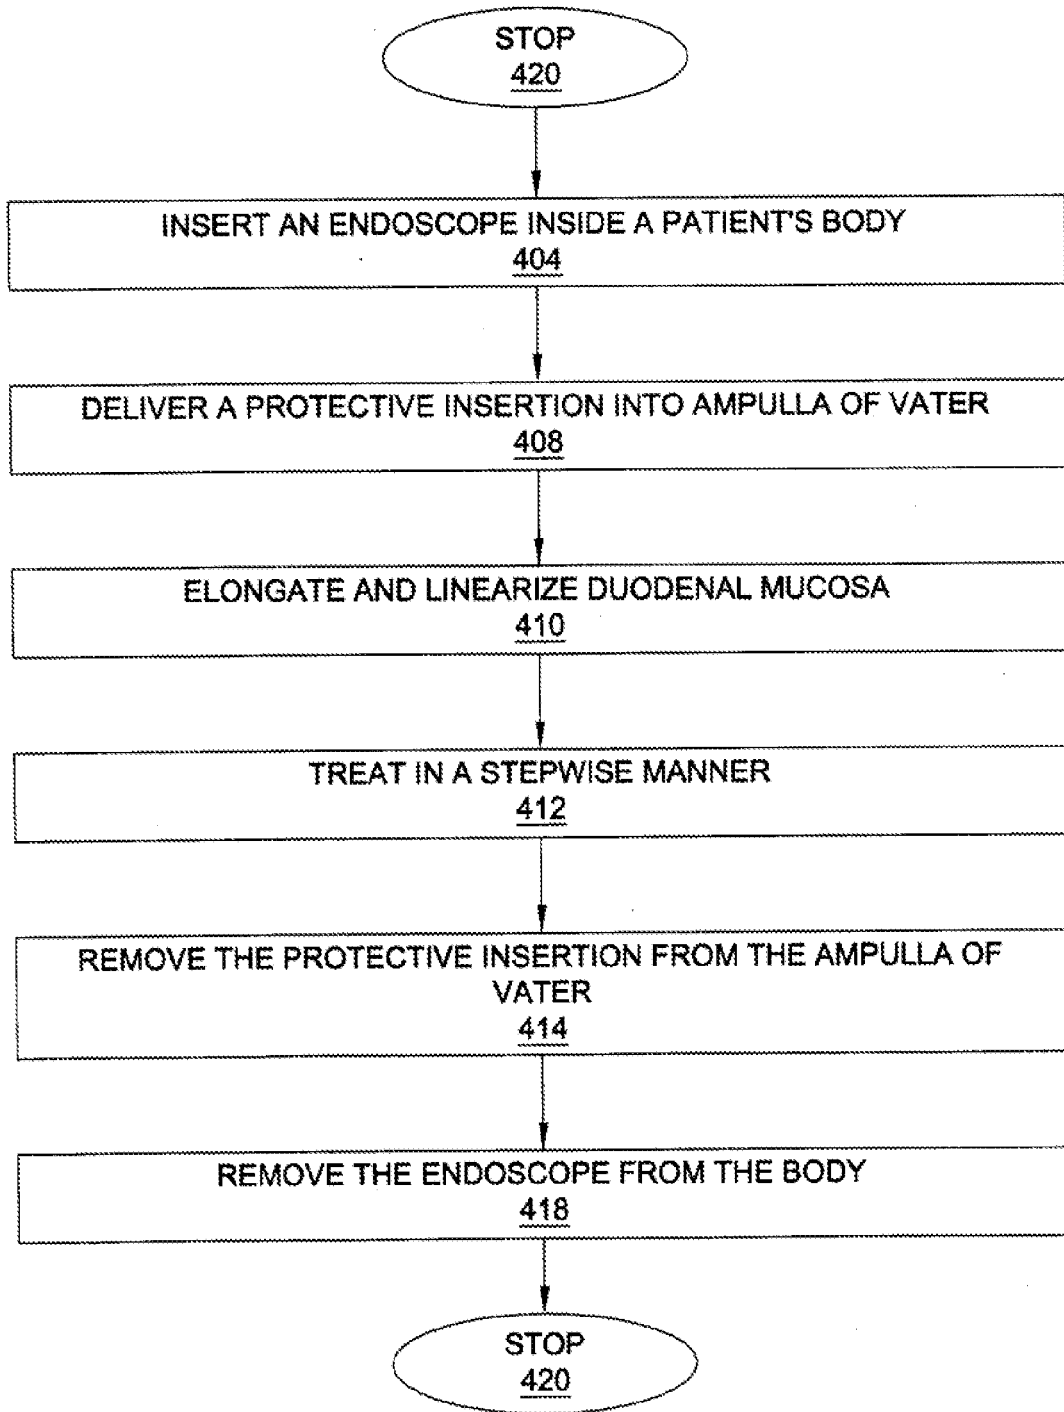 STOP
420
INSERT AN ENDOSCOPE INSIDE A PATIENT'S BODY
404
DELIVER A PROTECTIVE INSERTION INTO AMPULLA OF VATER
408
ELONGATE AND LINEARIZE DUODENAL MUCOSA
410
TREAT IN A STEPWISE MANNER
412
REMOVE THE PROTECTIVE INSERTION FROM THE AMPULLA OF
VATER
414
REMOVE THE ENDOSCOPE FROM THE BODY
418
STOP
420